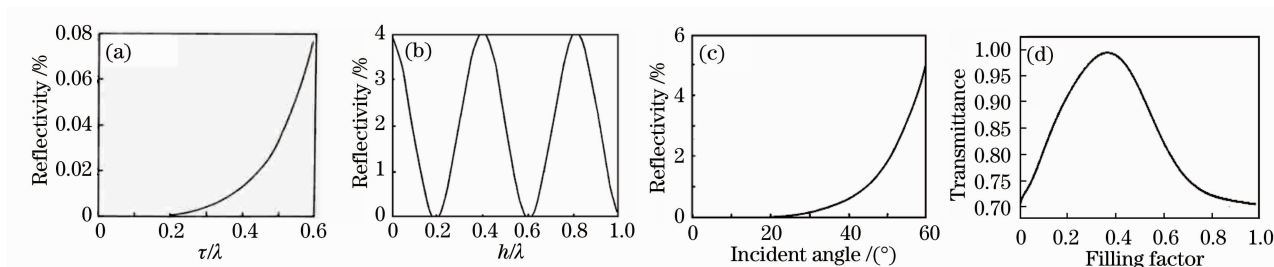 (a)
0.08
0.06
0.04
0.02
0
Reflectivity /%
0 0.2 0.4 0.6
τ/λ
(b)
4
3
2
1
0
Reflectivity /%
0 0.2 0.4 0.6 0.8 1.0
h/λ
(c)
6
4
2
0
Reflectivity /%
0 20 40 60
Incident angle /(°)
(d)
1.00
0.95
0.90
0.85
0.80
0.75
0.70
Transmittance
0 0.2 0.4 0.6 0.8 1.0
Filling factor